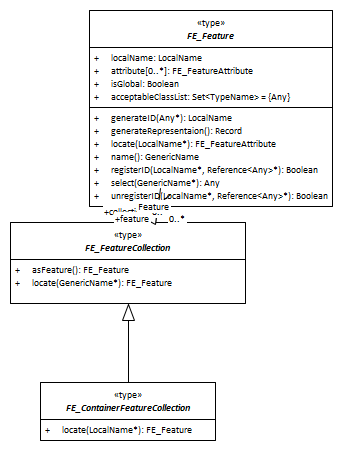 «type»
FE_Feature
+ localName: LocalName
+ attribute[0..*]: FE_FeatureAttribute
+ isGlobal: Boolean
+ acceptableClassList: Set<TypeName> = {Any}
+ generateID(Any*): LocalName
+ generateRepresentaion(): Record
+ locate(LocalName*): FE_FeatureAttribute
+ name(): GenericName
+ registerID(LocalName*, Reference<Any>*): Boolean
+ select(GenericName*): Any
+ unregisterID(LocalName*, Reference<Any>*): Boolean
Feature
+feature 0..*
«type»
FE_FeatureCollection
+ asFeature(): FE_Feature
+ locate(GenericName*): FE_Feature
«type»
FE_ContainerFeatureCollection
+ locate(LocalName*): FE_Feature